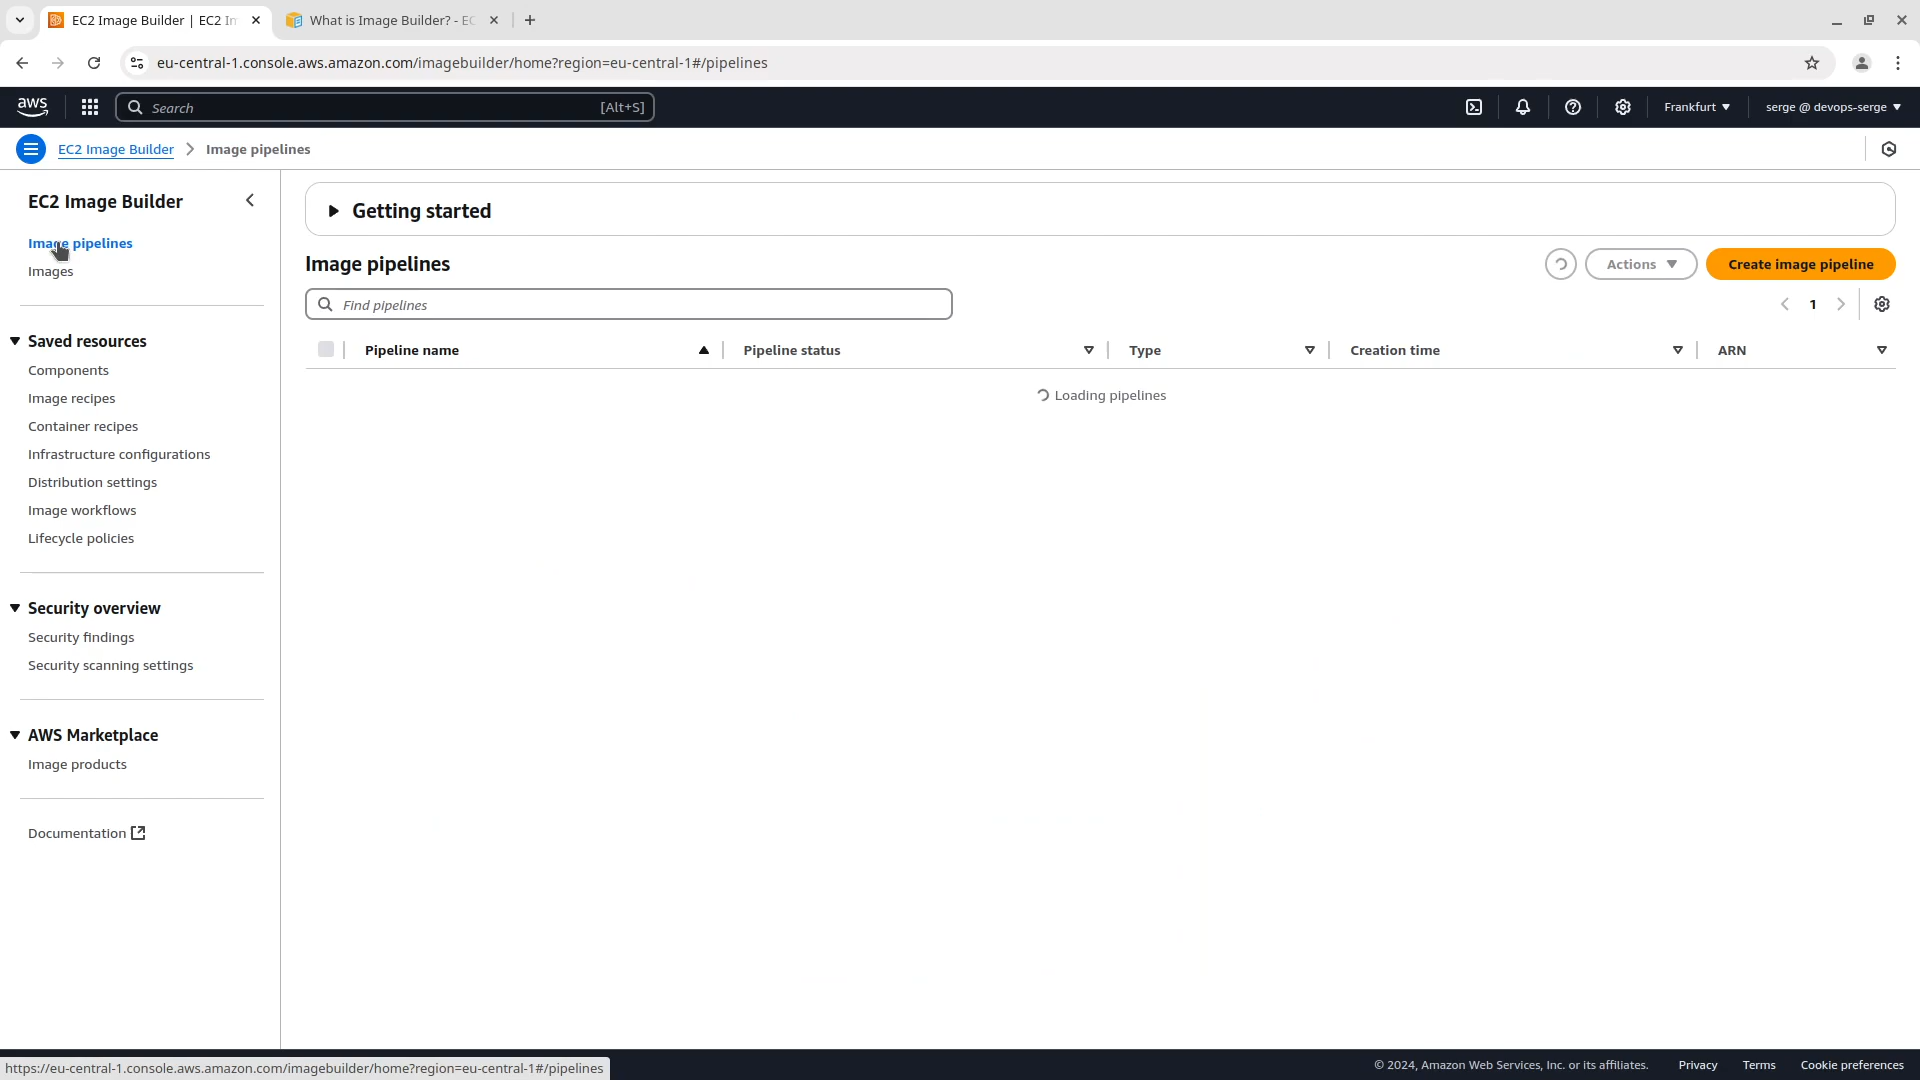 EC2 Image Builder | EC2 In
What is Image Builder? - EC
eu-central-1.console.aws.amazon.com/imagebuilder/home?region=eu-central-1#/pipelines
aws
Search
[Alt+S]
Frankfurt
serge @ devops-serge
EC2 Image Builder
Image pipelines
EC2 Image Builder
Image pipelines
Images
Saved resources
Components
Image recipes
Container recipes
Infrastructure configurations
Distribution settings
Image workflows
Lifecycle policies
Security overview
Security findings
Security scanning settings
AWS Marketplace
Image products
Documentation
Getting started
Image pipelines
Actions
Create image pipeline
Find pipelines
1
Pipeline name
Pipeline status
Type
Creation time
ARN
Loading pipelines
https://eu-central-1.console.aws.amazon.com/imagebuilder/home?region=eu-central-1#/pipelines
© 2024, Amazon Web Services, Inc. or its affiliates.
Privacy
Terms
Cookie preferences